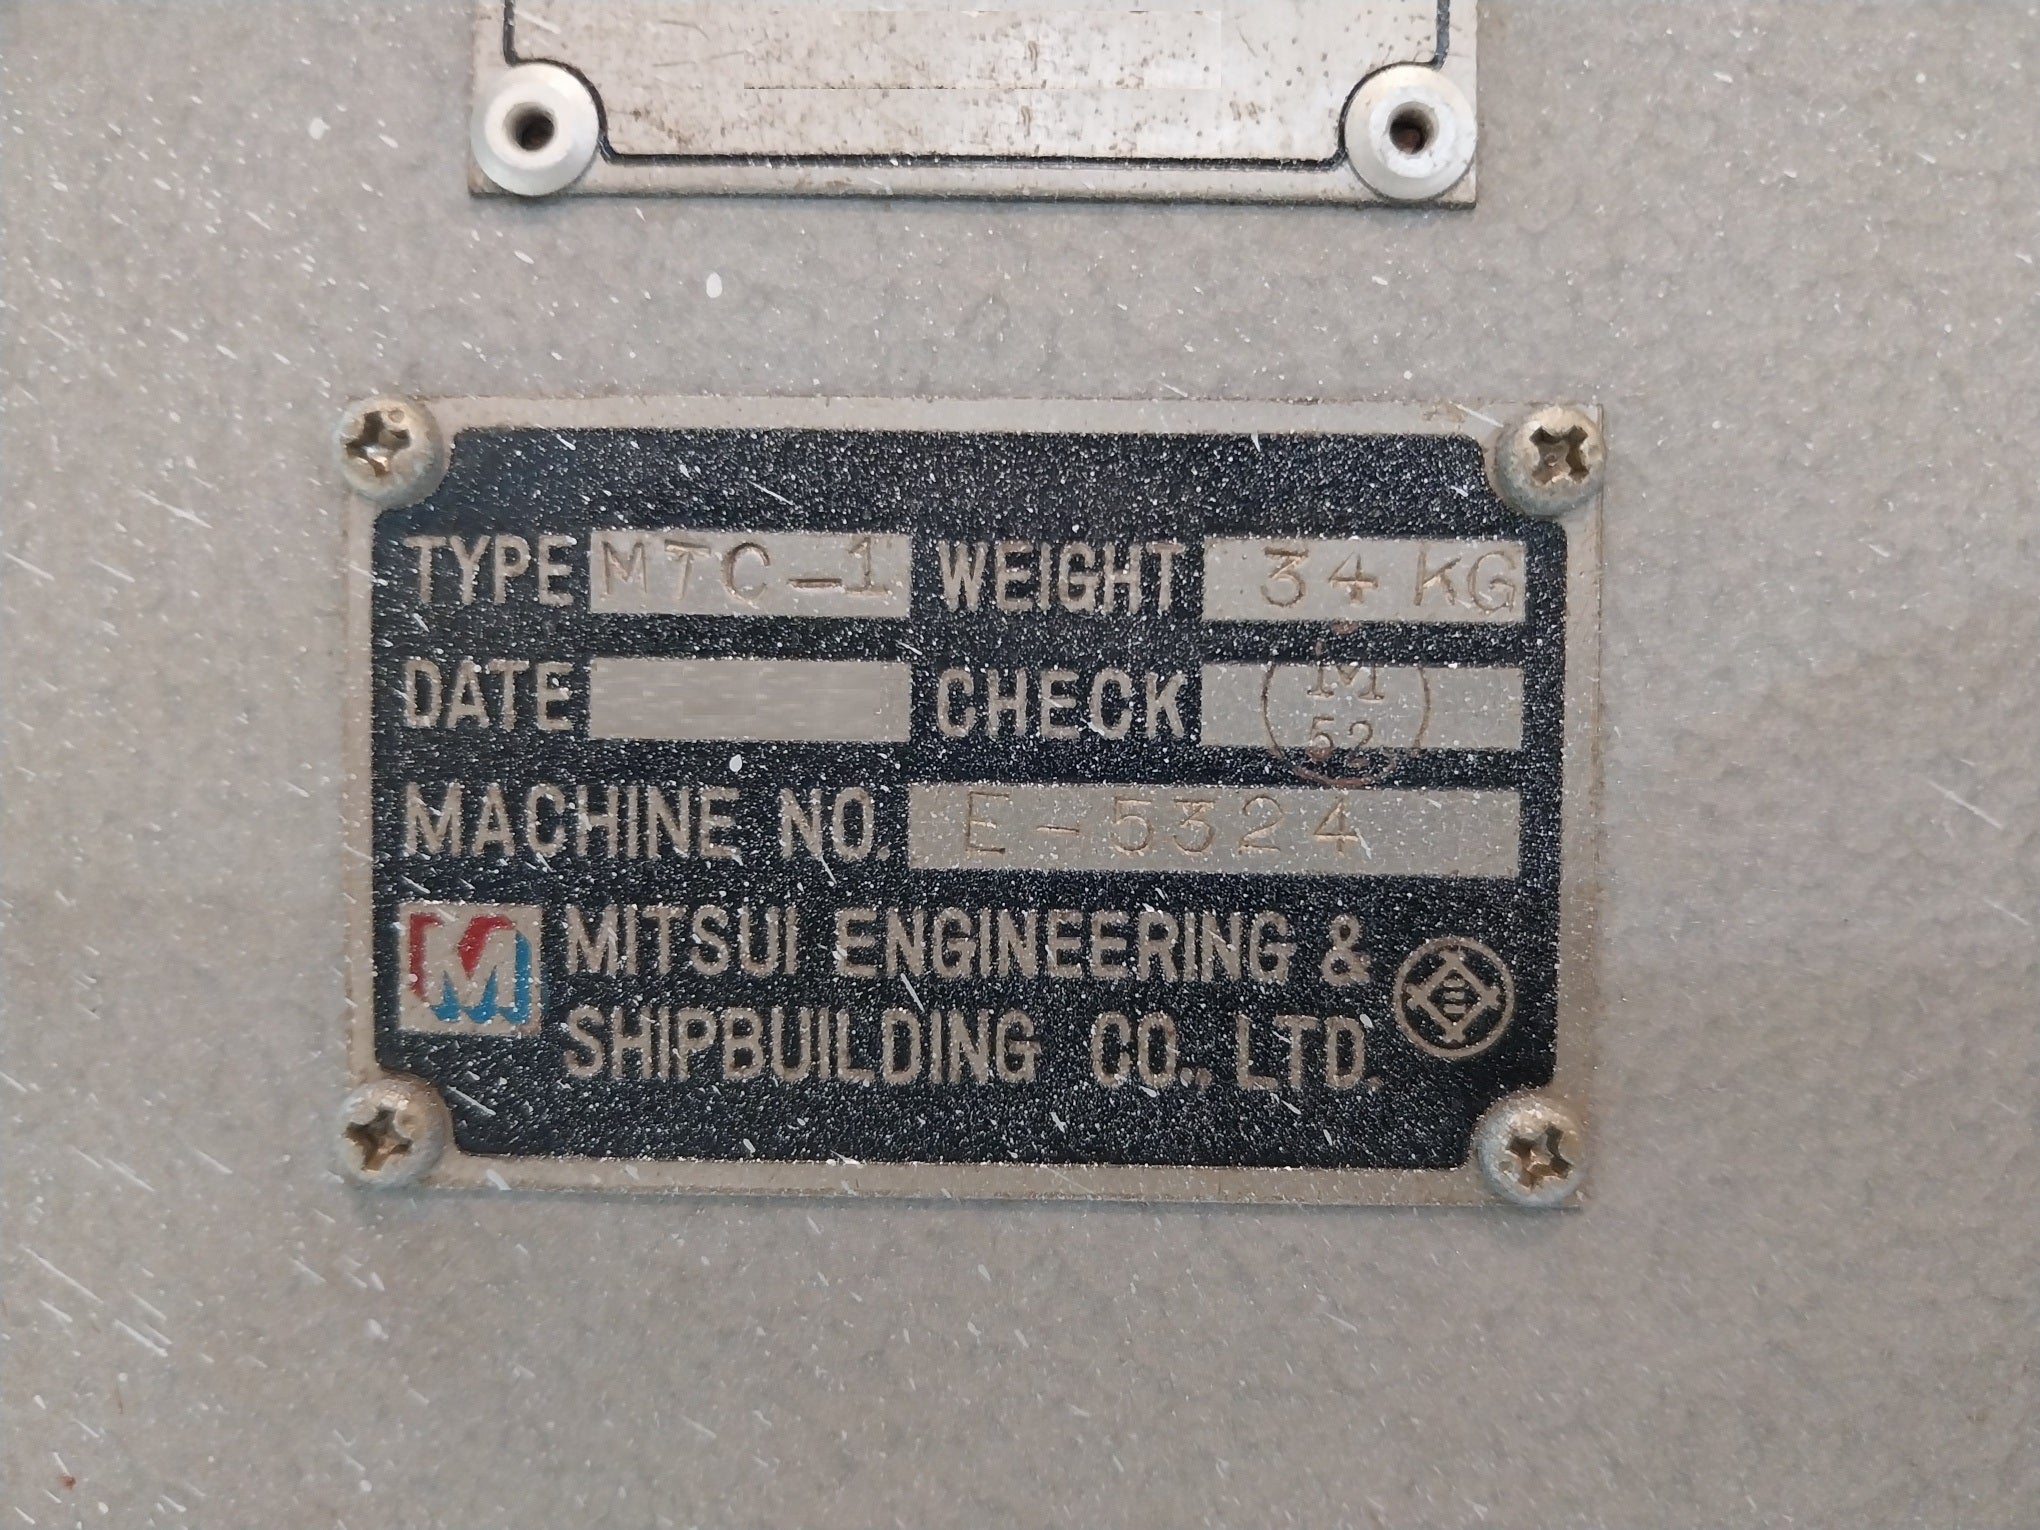 TYPE MTC-1 WEIGHT 34 KG
DATE CHECK M
52
MACHINE NO. E-5324
M MITSUI ENGINEERING &
SHIPBUILDING CO., LTD.